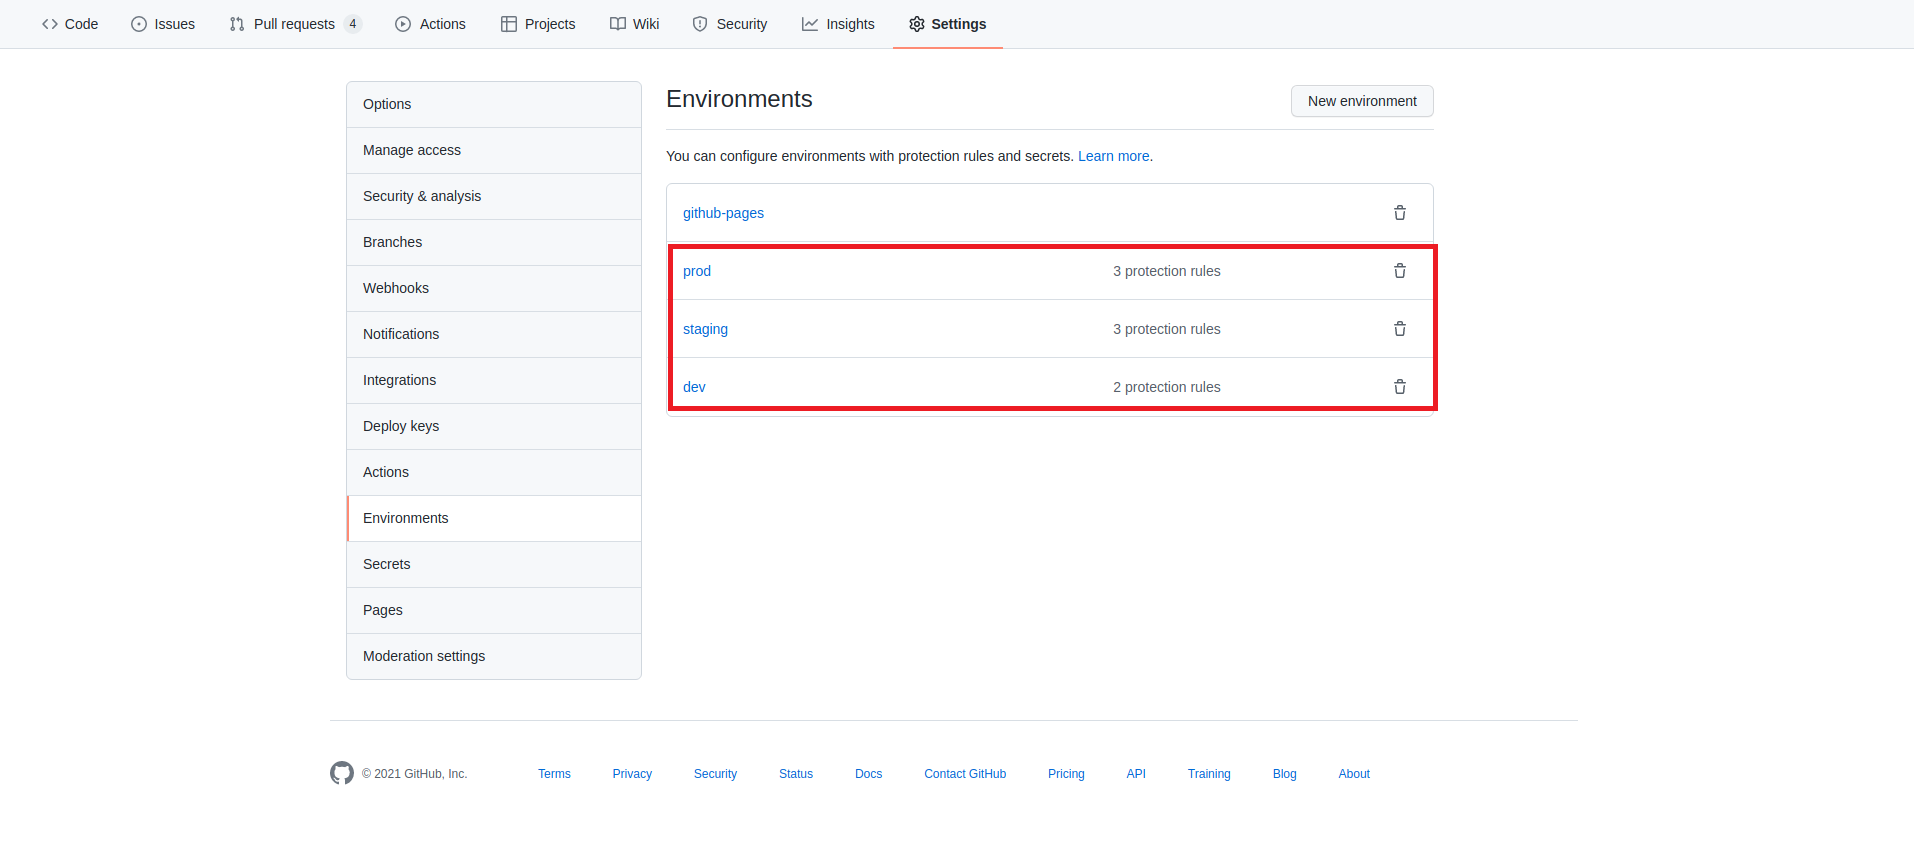 Code Issues Pull requests 4 Actions Projects Wiki Security Insights Settings
Options
Manage access
Security & analysis
Branches
Webhooks
Notifications
Integrations
Deploy keys
Actions
Environments
Secrets
Pages
Moderation settings
Environments
New environment
You can configure environments with protection rules and secrets. Learn more.
github-pages
prod 3 protection rules
staging 3 protection rules
dev 2 protection rules
© 2021 GitHub, Inc. Terms Privacy Security Status Docs Contact GitHub Pricing API Training Blog About